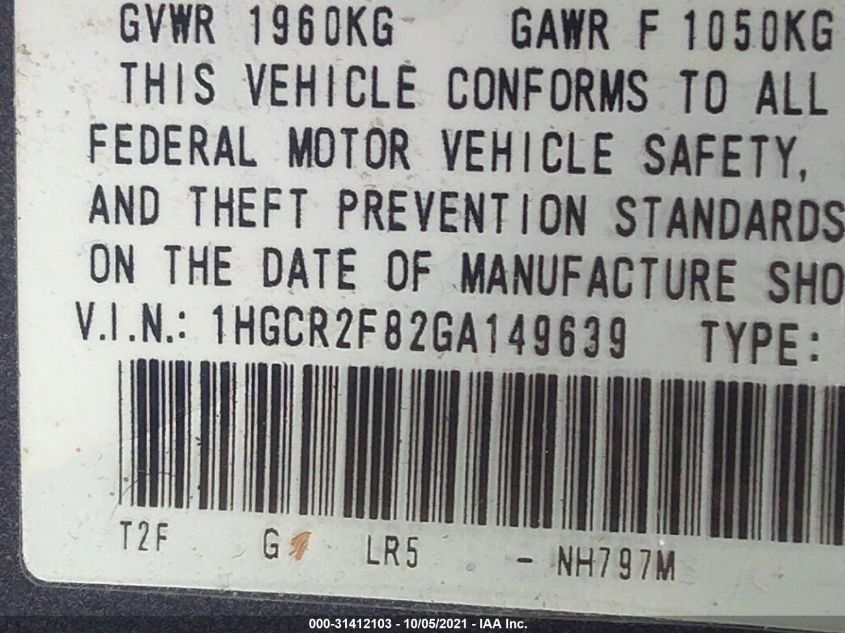 GVWR 1960KG GAWR F 1050KG
THIS VEHICLE CONFORMS TO ALL
FEDERAL MOTOR VEHICLE SAFETY,
AND THEFT PREVENTION STANDARDS
ON THE DATE OF MANUFACTURE SHO
V.I.N.: 1HGCR2F82GA149639 TYPE:
T2F G LR5 - NH797M
000-31412103 - 10/05/2021 - IAA Inc.